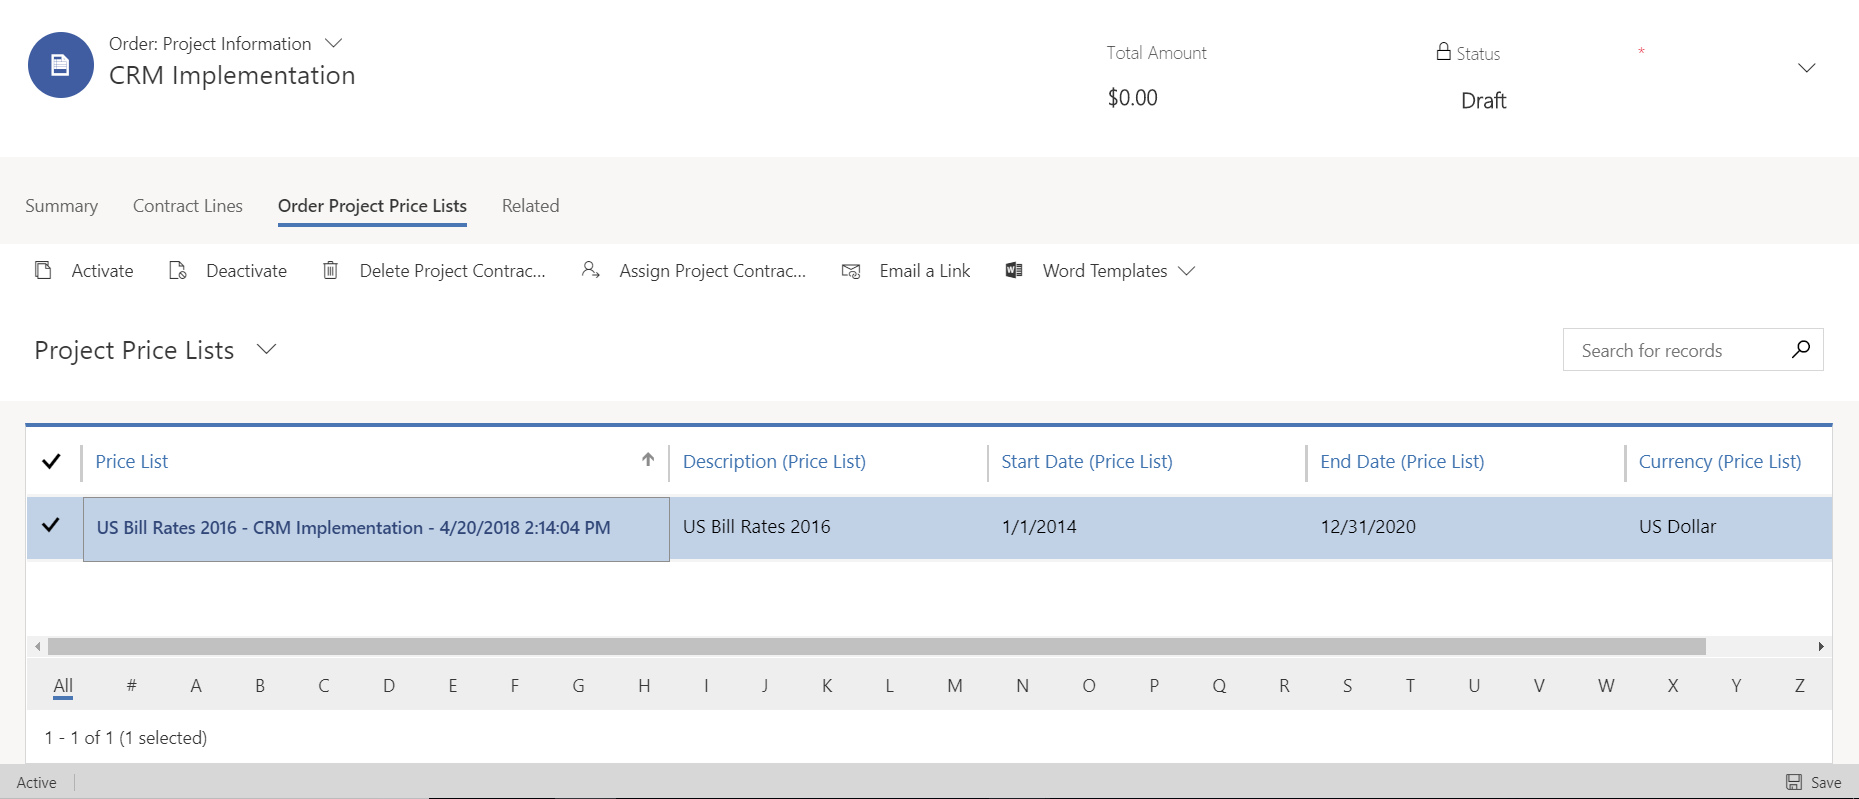 Order: Project Information
CRM Implementation
Total Amount
$0.00
Status *
Draft
Summary Contract Lines Order Project Price Lists Related
Activate Deactivate Delete Project Contrac... Assign Project Contrac... Email a Link Word Templates
Project Price Lists
Search for records
Price List Description (Price List) Start Date (Price List) End Date (Price List) Currency (Price List)
US Bill Rates 2016 - CRM Implementation - 4/20/2018 2:14:04 PM US Bill Rates 2016 1/1/2014 12/31/2020 US Dollar
All # A B C D E F G H I J K L M N O P Q R S T U V W X Y Z
1 - 1 of 1 (1 selected)
Active Save